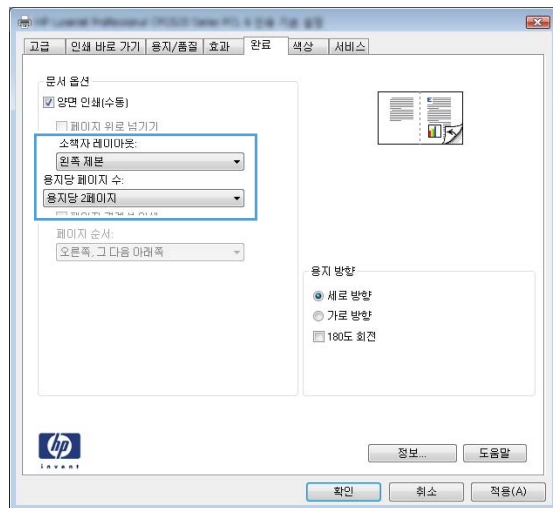 고급 인쇄 바로 가기 용지/품질 효과 완료 색상 서비스
문서 옵션
양면 인쇄(수동)
페이지 위로 넘기기
소책자 레이아웃:
왼쪽 제본
용지당 페이지 수:
용지당 2페이지
페이지 순서:
오른쪽, 그 다음 아래쪽
용지 방향
세로 방향
가로 방향
180도 회전
hp
invent
정보... 도움말
확인 취소 적용(A)